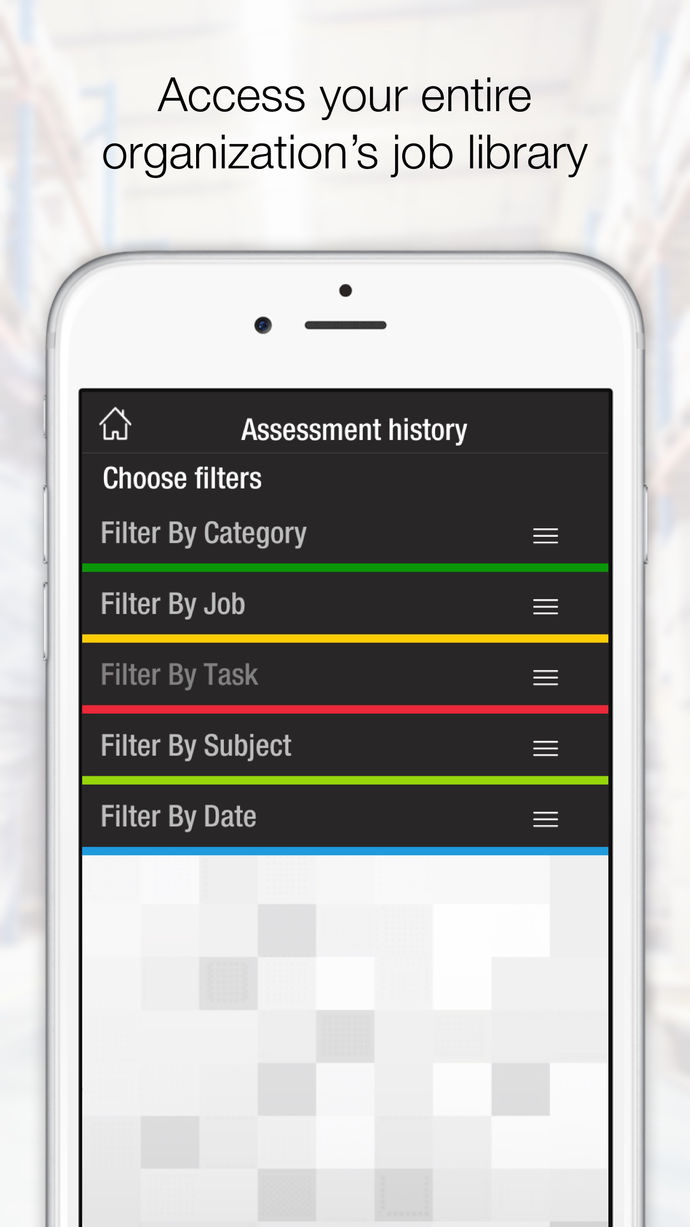 Access your entire
organization’s job library
Assessment history
Choose filters
Filter By Category
Filter By Job
Filter By Task
Filter By Subject
Filter By Date